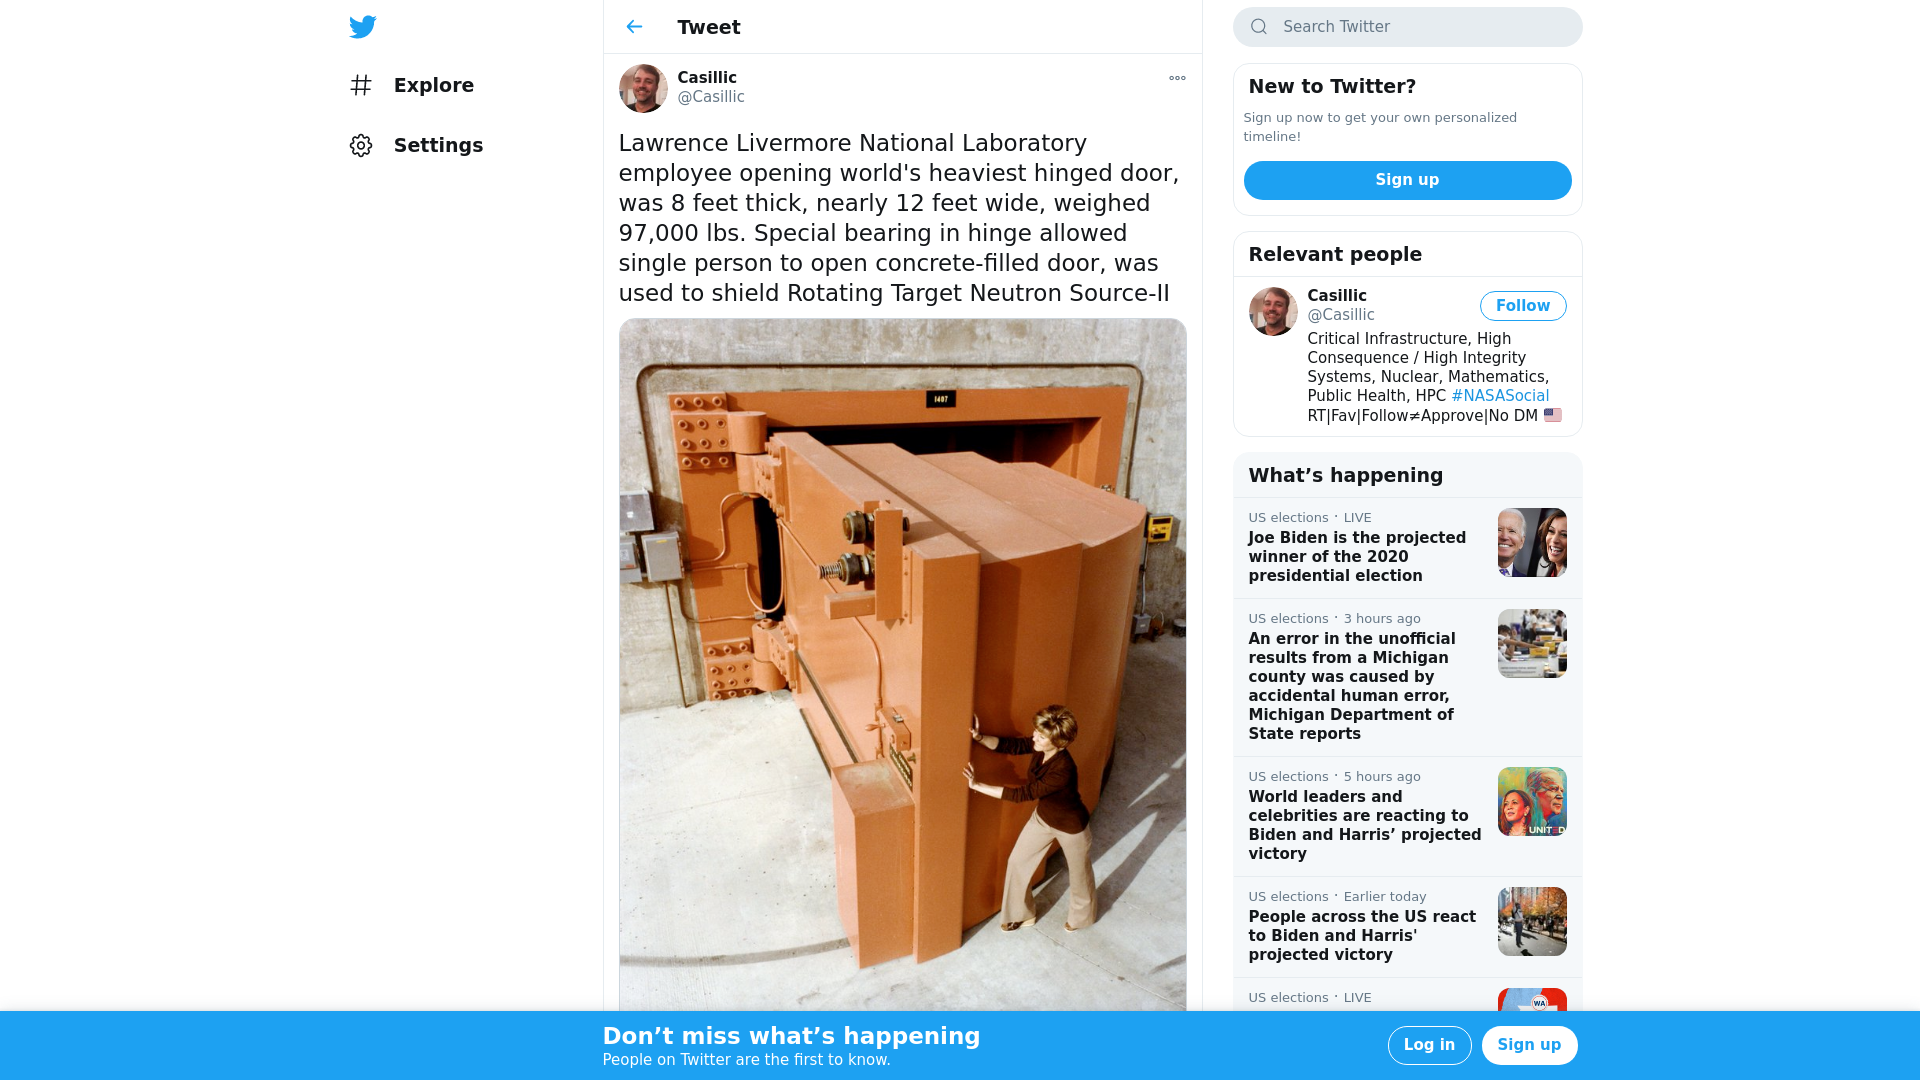 Explore
Settings
Tweet
Casillic
@Casillic
Lawrence Livermore National Laboratory
employee opening world's heaviest hinged door,
was 8 feet thick, nearly 12 feet wide, weighed
97,000 lbs. Special bearing in hinge allowed
single person to open concrete-filled door, was
used to shield Rotating Target Neutron Source-II
1407
Search Twitter
New to Twitter?
Sign up now to get your own personalized
timeline!
Sign up
Relevant people
Casillic
@Casillic
Follow
Critical Infrastructure, High
Consequence / High Integrity
Systems, Nuclear, Mathematics,
Public Health, HPC #NASASocial
RT|Fav|Follow≠Approve|No DM 🇺🇸
What’s happening
US elections · LIVE
Joe Biden is the projected
winner of the 2020
presidential election
US elections · 3 hours ago
An error in the unofficial
results from a Michigan
county was caused by
accidental human error,
Michigan Department of
State reports
US elections · 5 hours ago
World leaders and
celebrities are reacting to
Biden and Harris’ projected
victory
US elections · Earlier today
People across the US react
to Biden and Harris'
projected victory
US elections · LIVE
WA
Don’t miss what’s happening
People on Twitter are the first to know.
Log in
Sign up